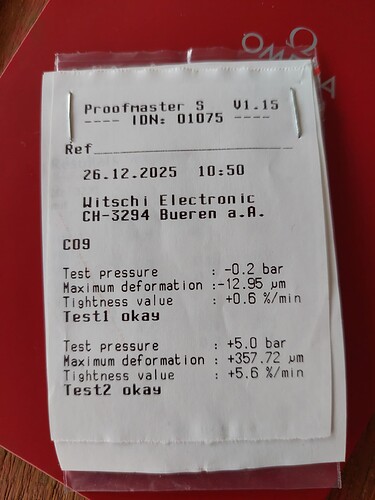 Ω
OMEGA
Proofmaster S V1.15
---- IDN: 01075 ----
Ref____________________
26.12.2025 10:50
Witschi Electronic
CH-3294 Bueren a.A.
C09
Test pressure : -0.2 bar
Maximum deformation :-12.95 µm
Tightness value : +0.6 %/min
Test1 okay
Test pressure : +5.0 bar
Maximum deformation : +357.72 µm
Tightness value : +5.6 %/min
Test2 okay